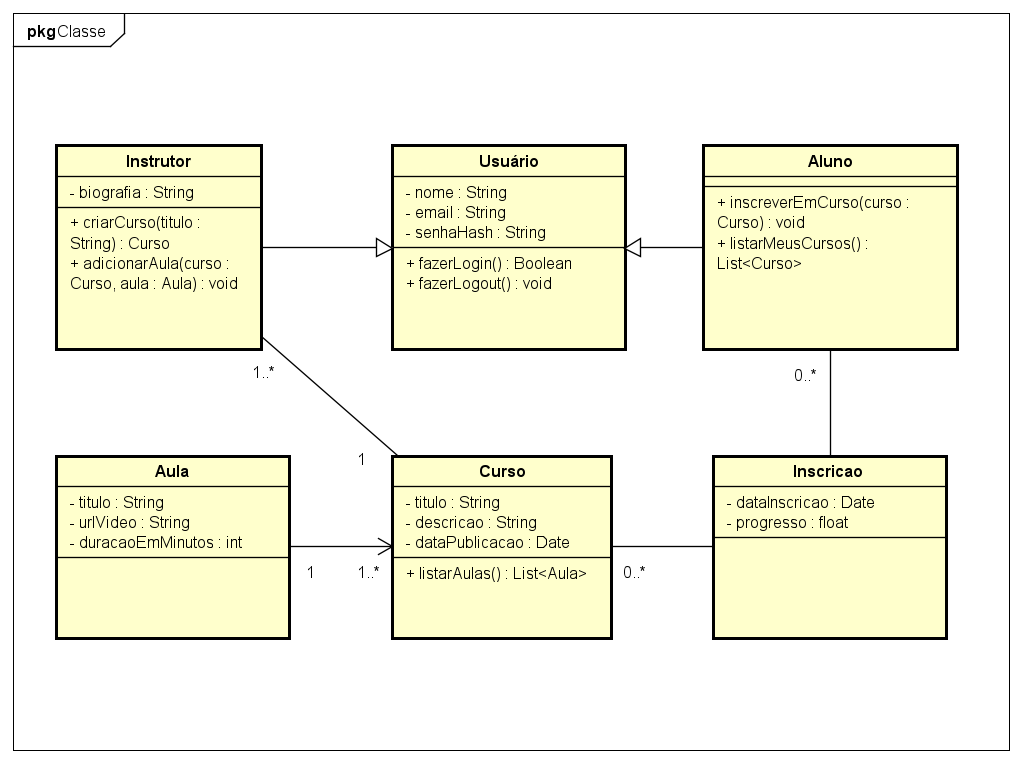 pkgClasse
Instrutor
- biografia : String
+ criarCurso(titulo :
String) : Curso
+ adicionarAula(curso :
Curso, aula : Aula) : void
Usuário
- nome : String
- email : String
- senhaHash : String
+ fazerLogin() : Boolean
+ fazerLogout() : void
Aluno
+ inscreverEmCurso(curso :
Curso) : void
+ listarMeusCursos() :
List<Curso>
1..*
0..*
1
Aula
- titulo : String
- urlVideo : String
- duracaoEmMinutos : int
1
1..*
Curso
- titulo : String
- descricao : String
- dataPublicacao : Date
+ listarAulas() : List<Aula>
0..*
Inscricao
- dataInscricao : Date
- progresso : float